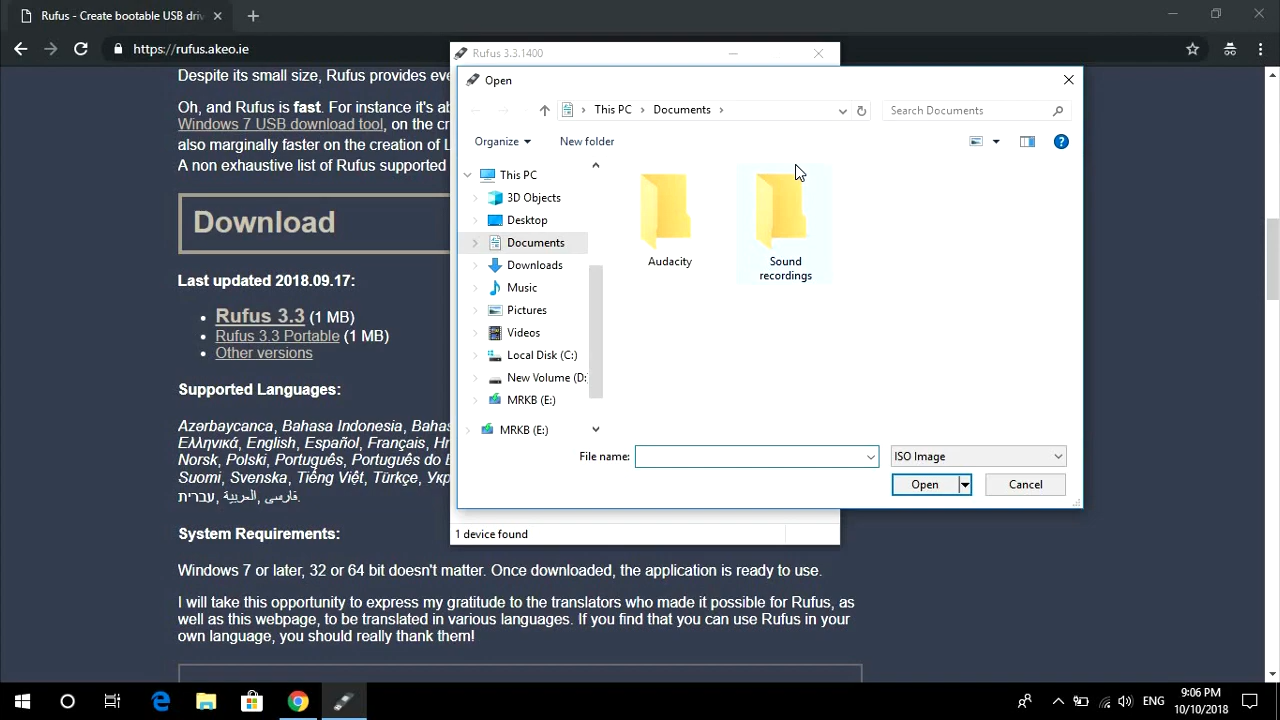 Rufus - Create bootable USB driv
https://rufus.akeo.ie
Despite its small size, Rufus provides eve
Oh, and Rufus is fast. For instance it's ab
Windows 7 USB download tool, on the cr
also marginally faster on the creation of L
A non exhaustive list of Rufus supported
Download
Last updated 2018.09.17:
Rufus 3.3 (1 MB)
Rufus 3.3 Portable (1 MB)
Other versions
Supported Languages:
Azərbaycanca, Bahasa Indonesia, Bahas
Ελληνικά, English, Español, Français, Hr
Norsk, Polski, Português, Português do B
Suomi, Svenska, Tiếng Việt, Türkçe, Укр
فارسی, العربية, עברית.
System Requirements:
Windows 7 or later, 32 or 64 bit doesn't matter. Once downloaded, the application is ready to use.
I will take this opportunity to express my gratitude to the translators who made it possible for Rufus, as
well as this webpage, to be translated in various languages. If you find that you can use Rufus in your
own language, you should really thank them!
Rufus 3.3.1400
Open
This PC
Documents
Search Documents
Organize
New folder
This PC
3D Objects
Desktop
Documents
Downloads
Music
Pictures
Videos
Local Disk (C:)
New Volume (D:
MRKB (E:)
MRKB (E:)
Audacity
Sound
recordings
File name:
ISO Image
Open
Cancel
1 device found
ENG
9:06 PM
10/10/2018